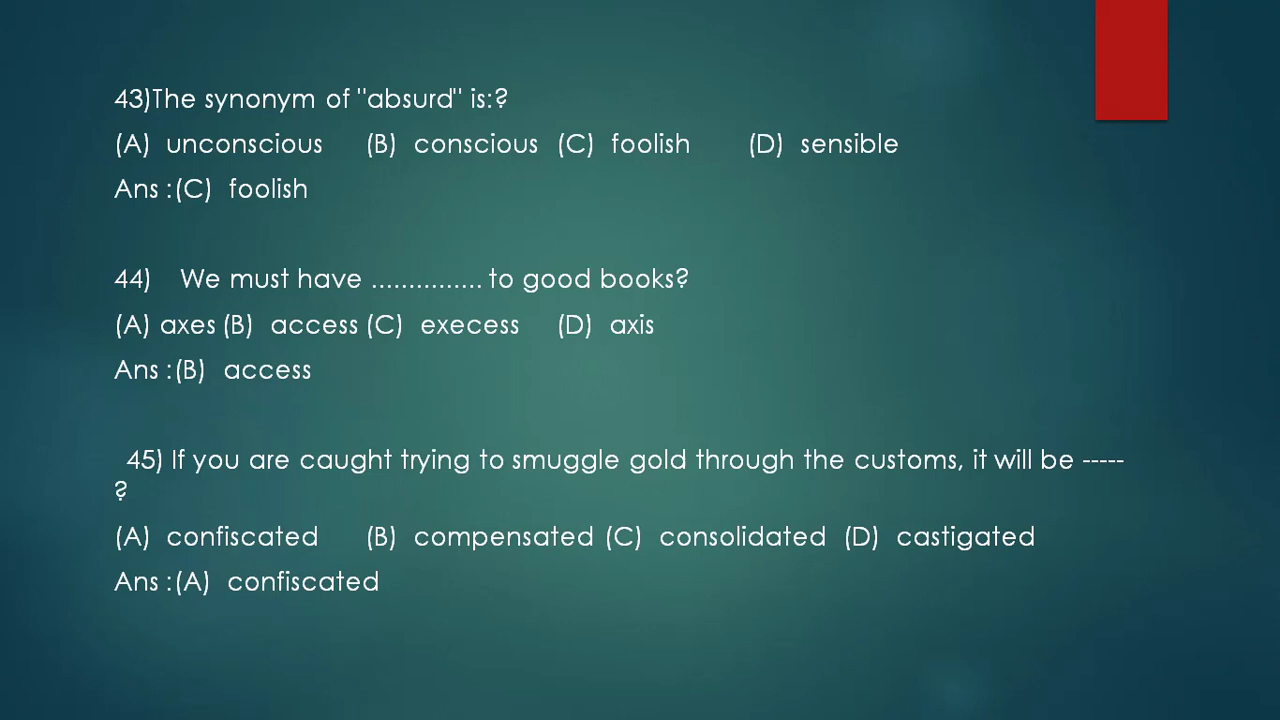 43)The synonym of "absurd" is:?
(A) unconscious (B) conscious (C) foolish (D) sensible
Ans :(C) foolish
44) We must have ............... to good books?
(A) axes (B) access (C) execess (D) axis
Ans :(B) access
45) If you are caught trying to smuggle gold through the customs, it will be -----
?
(A) confiscated (B) compensated (C) consolidated (D) castigated
Ans :(A) confiscated